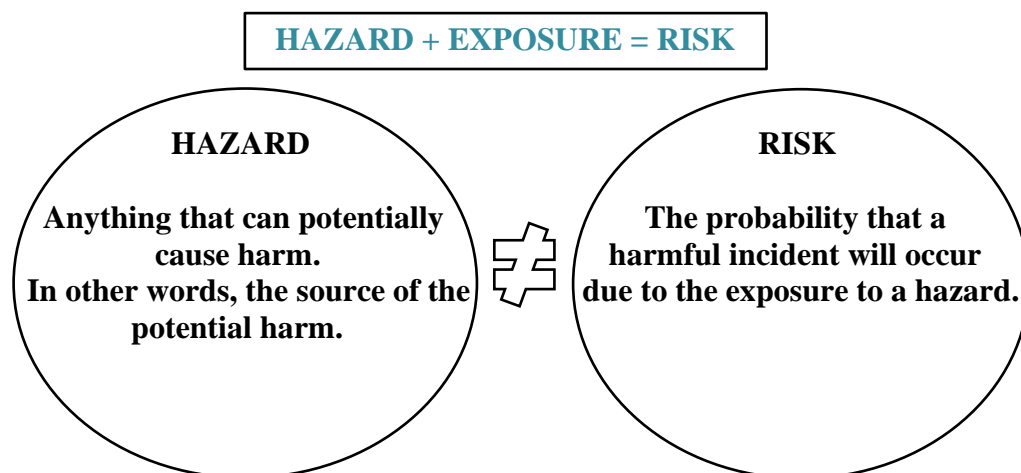 HAZARD + EXPOSURE = RISK
HAZARD
Anything that can potentially
cause harm.
In other words, the source of the
potential harm.
≠
RISK
The probability that a
harmful incident will occur
due to the exposure to a hazard.